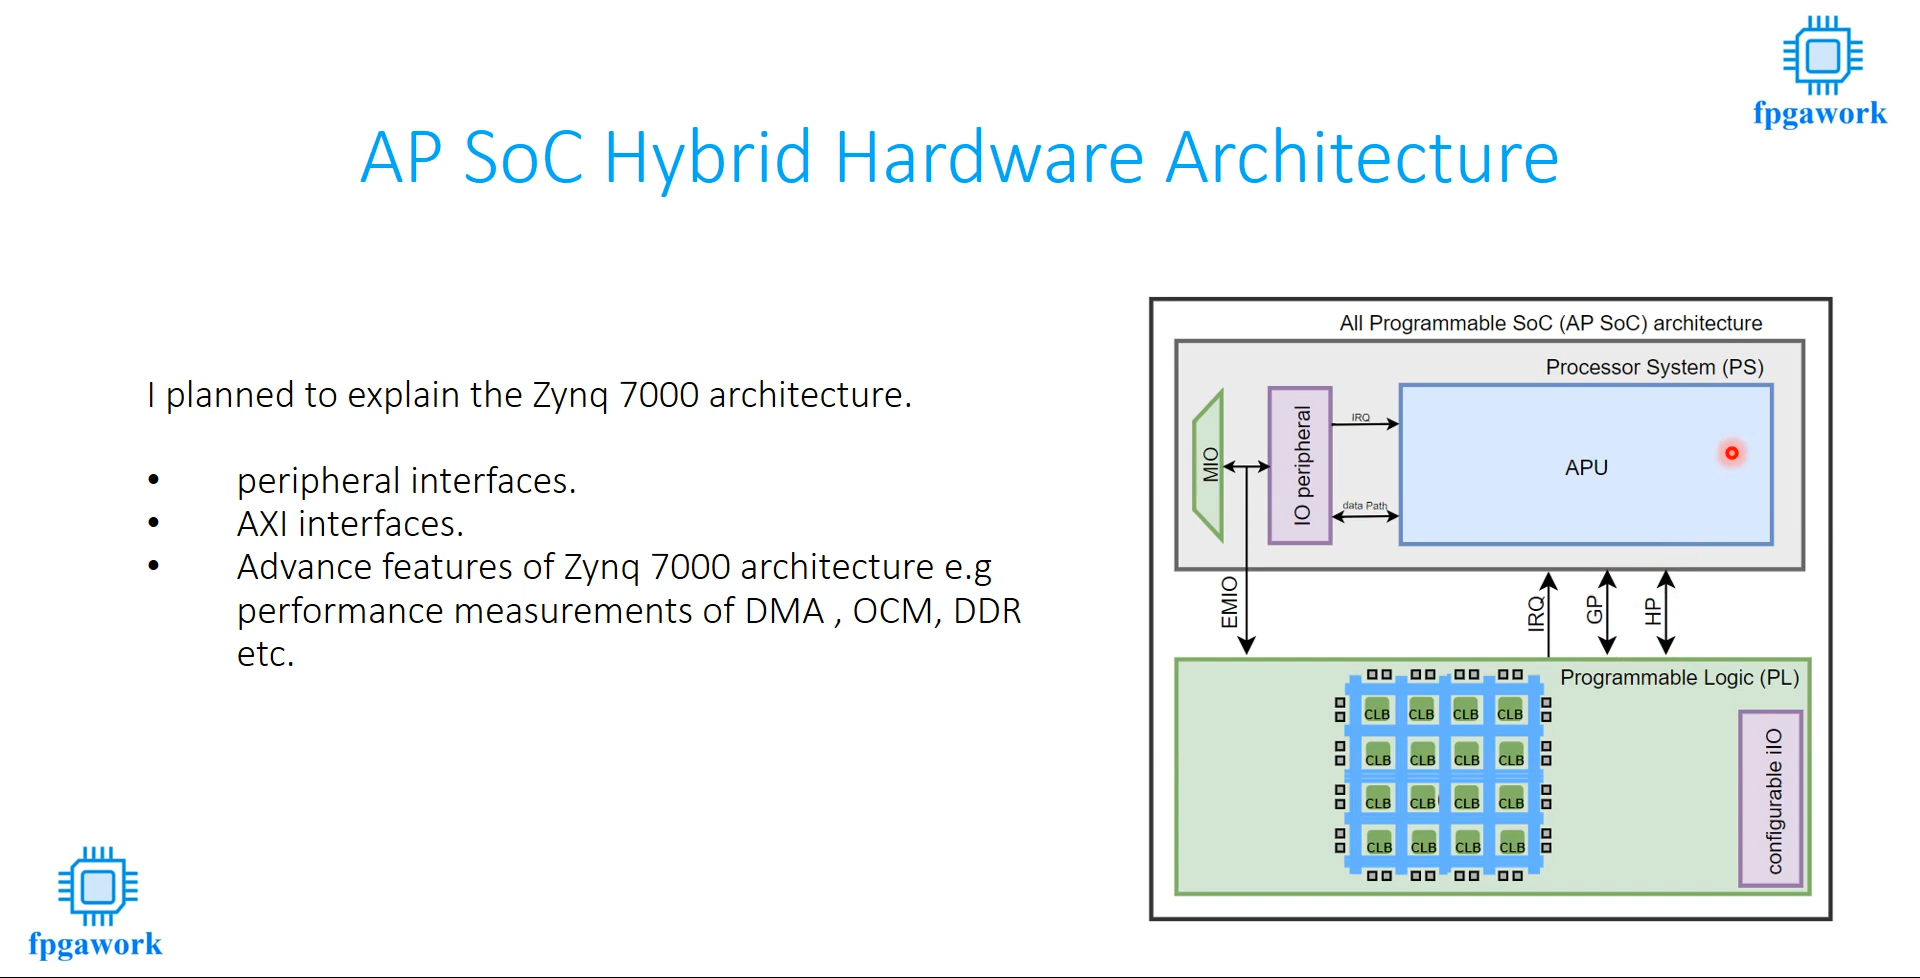 fpgawork
AP SoC Hybrid Hardware Architecture
I planned to explain the Zynq 7000 architecture.
• peripheral interfaces.
• AXI interfaces.
• Advance features of Zynq 7000 architecture e.g
performance measurements of DMA , OCM, DDR
etc.
All Programmable SoC (AP SoC) architecture
Processor System (PS)
MIO
IO peripheral
IRQ
data Path
APU
EMIO
IRQ
GP
HP
Programmable Logic (PL)
CLB CLB CLB CLB
CLB CLB CLB CLB
CLB CLB CLB CLB
CLB CLB CLB CLB
configurable iIO
fpgawork